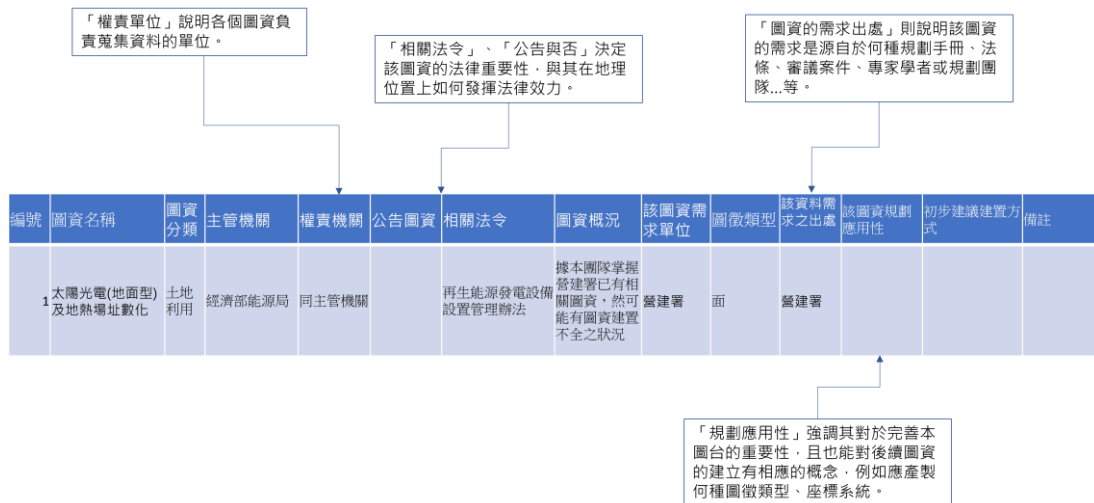 「權責單位」說明各個圖資負
責蒐集資料的單位。
「相關法令」、「公告與否」決定
該圖資的法律重要性，與其在地理
位置上如何發揮法律效力。
「圖資的需求出處」則說明該圖資
的需求是源自於何種規劃手冊、法
條、審議案件、專家學者或規劃團
隊…等。
編號
圖資名稱
圖資
分類
主管機關
權責機關
公告圖資
相關法令
圖資概況
該圖資需
求單位
圖徵類型
該資料需
求之出處
該圖資規劃
應用性
初步建議建置方
式
備註
1
太陽光電(地面型)
及地熱場址數化
土地
利用
經濟部能源局
同主管機關
再生能源發電設備
設置管理辦法
據本團隊掌握
營建署已有相
關圖資，然可
能有圖資建置
不全之狀況
營建署
面
營建署
「規劃應用性」強調其對於完善本
圖台的重要性，且也能對後續圖資
的建立有相應的概念，例如應產製
何種圖徵類型、座標系統。